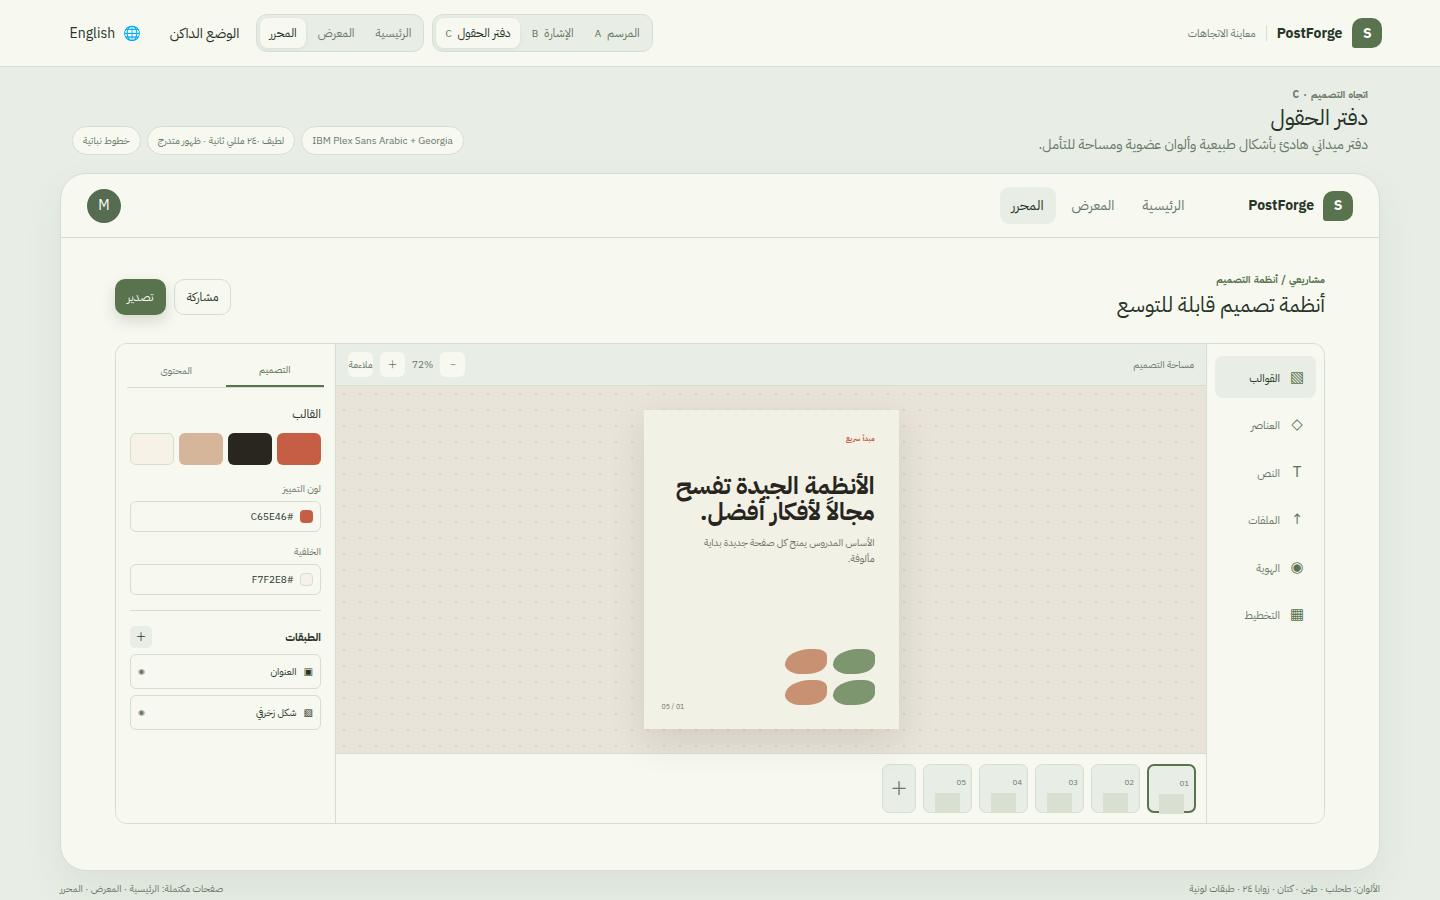 S PostForge معاينة الاتجاهات
المرسم A الإشارة B دفتر الحقول C
الرئيسية المعرض المحرر
الوضع الداكن
🌐 English
اتجاه التصميم · C
دفتر الحقول
دفتر ميداني هادئ بأشكال طبيعية وألوان عضوية ومساحة للتأمل.
IBM Plex Sans Arabic + Georgia
لطيف ٢٤٠ مللي ثانية · ظهور متدرج
خطوط نباتية
S PostForge
الرئيسية المعرض المحرر
M
مشاريعي / أنظمة التصميم
أنظمة تصميم قابلة للتوسع
مشاركة تصدير
القوالب
العناصر
T النص
الملفات
الهوية
التخطيط
مساحة التصميم
− 72% + ملاءمة
مبدأ سريع
الأنظمة الجيدة تفسح
مجالاً لأفكار أفضل.
الأساس المدروس يمنح كل صفحة جديدة بداية
مألوفة.
05 / 01
01 02 03 04 05 +
التصميم المحتوى
القالب
لون التمييز
C65E46#
الخلفية
F7F2E8#
الطبقات +
العنوان
شكل زخرفي
الألوان: طحلب · طين · كتان · زوايا ٢٤ · طبقات لونية
صفحات مكتملة: الرئيسية · المعرض · المحرر